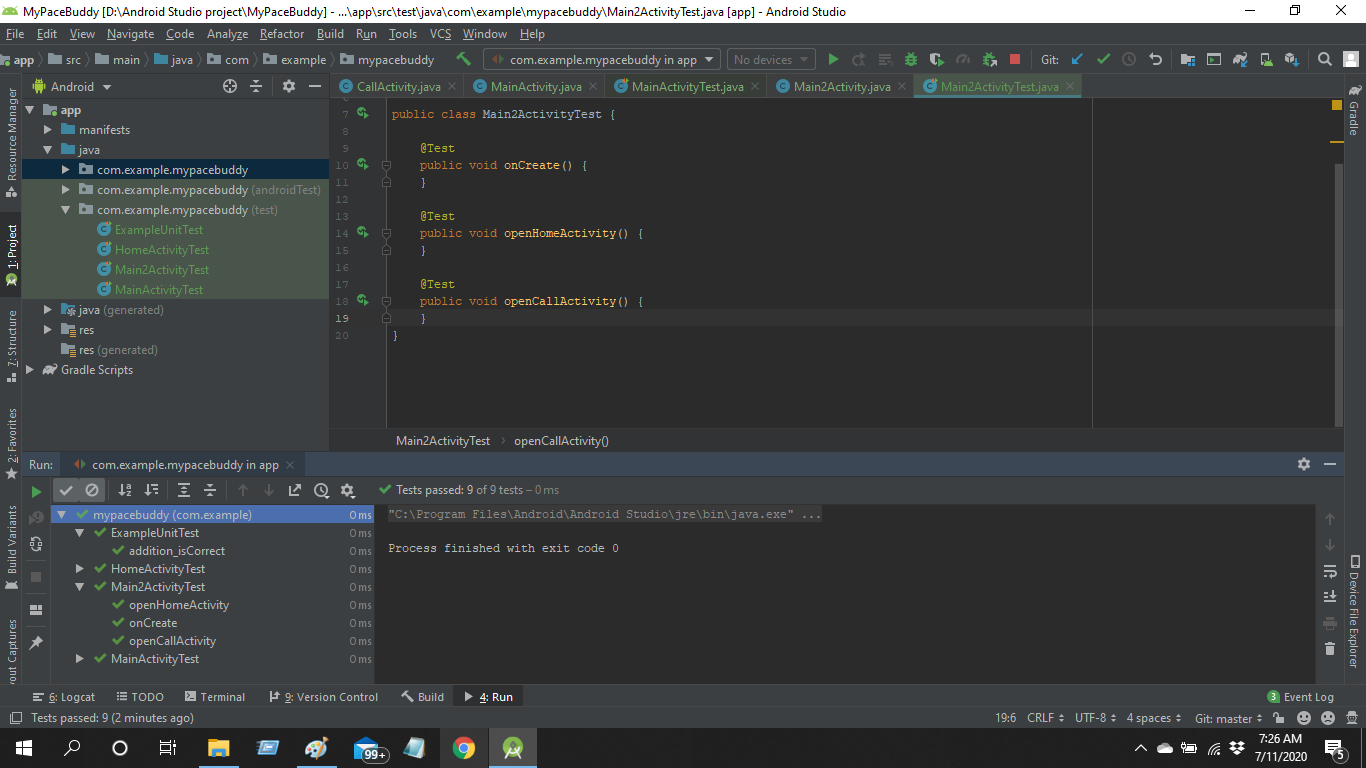 MyPaceBuddy [D:\Android Studio project\MyPaceBuddy] - ...\app\src\test\java\com\example\mypacebuddy\Main2ActivityTest.java [app] - Android Studio
File Edit View Navigate Code Analyze Refactor Build Run Tools VCS Window Help
app src main java com example mypacebuddy com.example.mypacebuddy in app No devices Git:
Android CallActivity.java MainActivity.java MainActivityTest.java Main2Activity.java Main2ActivityTest.java
Resource Manager
1: Project
7: Structure
2: Favorites
Build Variants
yout Captures
app
manifests
java
com.example.mypacebuddy
com.example.mypacebuddy (androidTest)
com.example.mypacebuddy (test)
ExampleUnitTest
HomeActivityTest
Main2ActivityTest
MainActivityTest
java (generated)
res
res (generated)
Gradle Scripts
7 public class Main2ActivityTest {
8
9 @Test
10 public void onCreate() {
11 }
12
13 @Test
14 public void openHomeActivity() {
15 }
16
17 @Test
18 public void openCallActivity() {
19 }
20 }
Main2ActivityTest openCallActivity()
Gradle
Device File Explorer
Run: com.example.mypacebuddy in app
Tests passed: 9 of 9 tests – 0 ms
mypacebuddy (com.example) 0 ms
ExampleUnitTest 0 ms
addition_isCorrect 0 ms
HomeActivityTest 0 ms
Main2ActivityTest 0 ms
openHomeActivity 0 ms
onCreate 0 ms
openCallActivity 0 ms
MainActivityTest 0 ms
"C:\Program Files\Android\Android Studio\jre\bin\java.exe" ...
Process finished with exit code 0
6: Logcat TODO Terminal 9: Version Control Build 4: Run 3 Event Log
Tests passed: 9 (2 minutes ago) 19:6 CRLF UTF-8 4 spaces Git: master
99+ 7:26 AM
7/11/2020 5